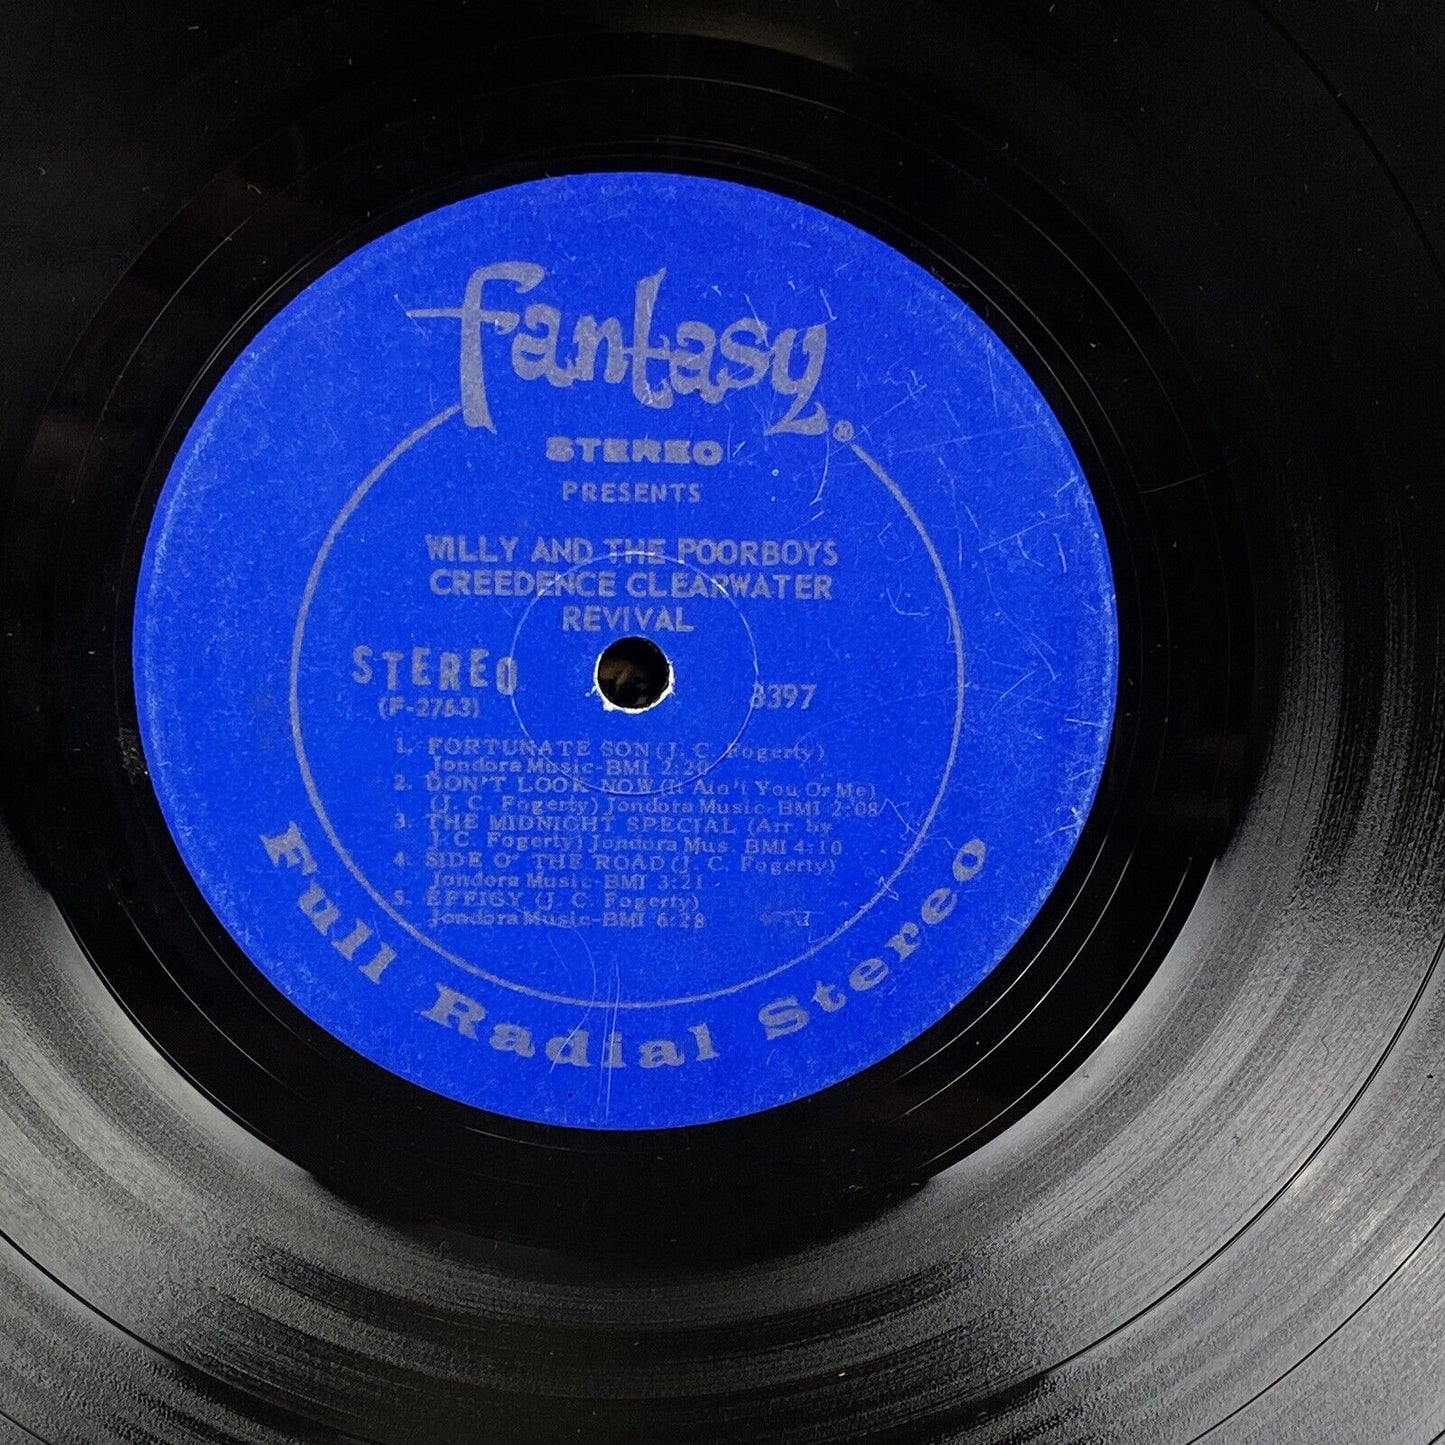 fantasy ®
STEREO
PRESENTS
WILLY AND THE POORBOYS
CREEDENCE CLEARWATER
REVIVAL
STEREO
(F-2763) 8397
1. FORTUNATE SON (J. C. Fogerty)
Jondora Music-BMI 2:20
2. DON'T LOOK NOW (It Ain't You Or Me)
(J. C. Fogerty) Jondora Music-BMI 2:08
3. THE MIDNIGHT SPECIAL (Arr by
J. C. Fogerty) Jondora Mus. BMI 4:10
4. SIDE O' THE ROAD (J. C. Fogerty)
Jondora Music-BMI 3:21
5. EFFIGY (J. C. Fogerty)
Jondora Music-BMI 6:28
Full Radial Stereo